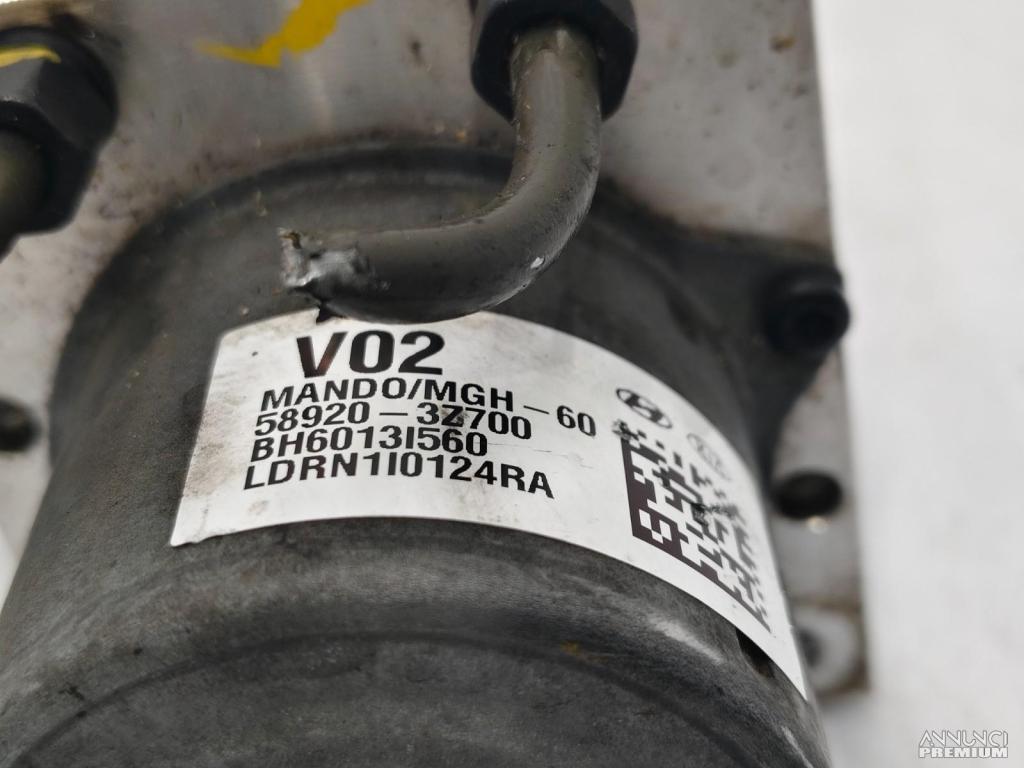 V02
MANDO/MGH-60
58920-3Z700
BH6013I560
LDRN1I0124RA
ANNUNCI
PREMIUM